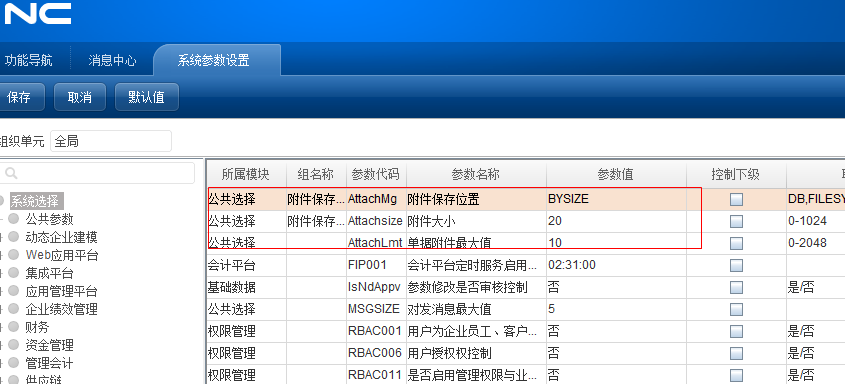 NC
功能导航 消息中心 系统参数设置
保存 取消 默认值
组织单元 全局
所属模块 组名称 参数代码 参数名称 参数值 控制下级
公共选择 附件保存... AttachMg 附件保存位置 BYSIZE DB,FILESY
公共选择 附件保存... Attachsize 附件大小 20 0-1024
公共选择 AttachLmt 单据附件最大值 10 0-2048
会计平台 FIP001 会计平台定时服务启用... 02:31:00
基础数据 IsNdAppv 参数修改是否审核控制 否 是/否
公共选择 MSGSIZE 对发消息最大值 5
权限管理 RBAC001 用户为企业员工、客户... 否 是/否
权限管理 RBAC006 用户授权权控制 否 是/否
权限管理 RBAC011 是否启用管理权限与业... 否 是/否
系统选择
公共参数
动态企业建模
Web应用平台
集成平台
应用管理平台
企业绩效管理
财务
资金管理
管理会计
供应链